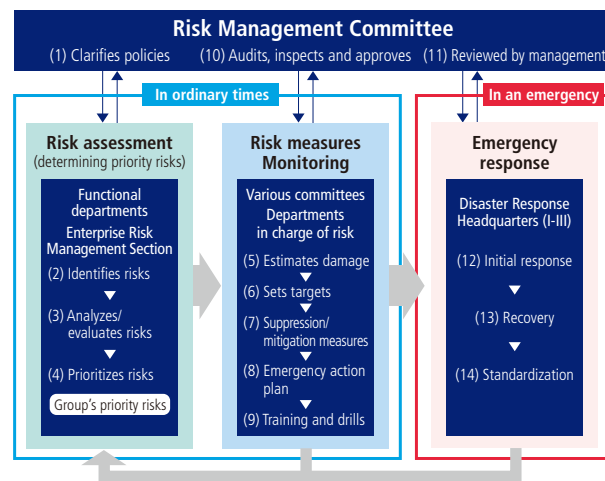 Risk Management Committee
(1) Clarifies policies (10) Audits, inspects and approves (11) Reviewed by management
In ordinary times
In an emergency
Risk assessment
(determining priority risks)
Functional
departments
Enterprise Risk
Management Section
(2) Identifies risks
(3) Analyzes/
evaluates risks
(4) Prioritizes risks
Group's priority risks
Risk measures
Monitoring
Various committees
Departments
in charge of risk
(5) Estimates damage
(6) Sets targets
(7) Suppression/
mitigation measures
(8) Emergency action
plan
(9) Training and drills
Emergency
response
Disaster Response
Headquarters (I-III)
(12) Initial response
(13) Recovery
(14) Standardization